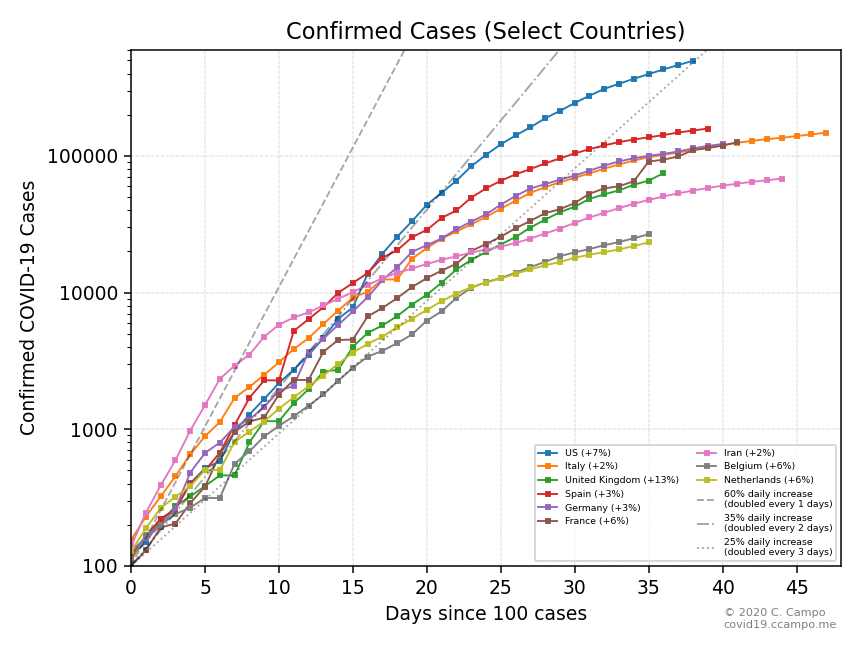 Confirmed Cases (Select Countries)
Confirmed COVID-19 Cases
100000
10000
1000
100
0 5 10 15 20 25 30 35 40 45
Days since 100 cases
US (+7%)
Italy (+2%)
United Kingdom (+13%)
Spain (+3%)
Germany (+3%)
France (+6%)
Iran (+2%)
Belgium (+6%)
Netherlands (+6%)
60% daily increase
(doubled every 1 days)
35% daily increase
(doubled every 2 days)
25% daily increase
(doubled every 3 days)
© 2020 C. Campo
covid19.ccampo.me